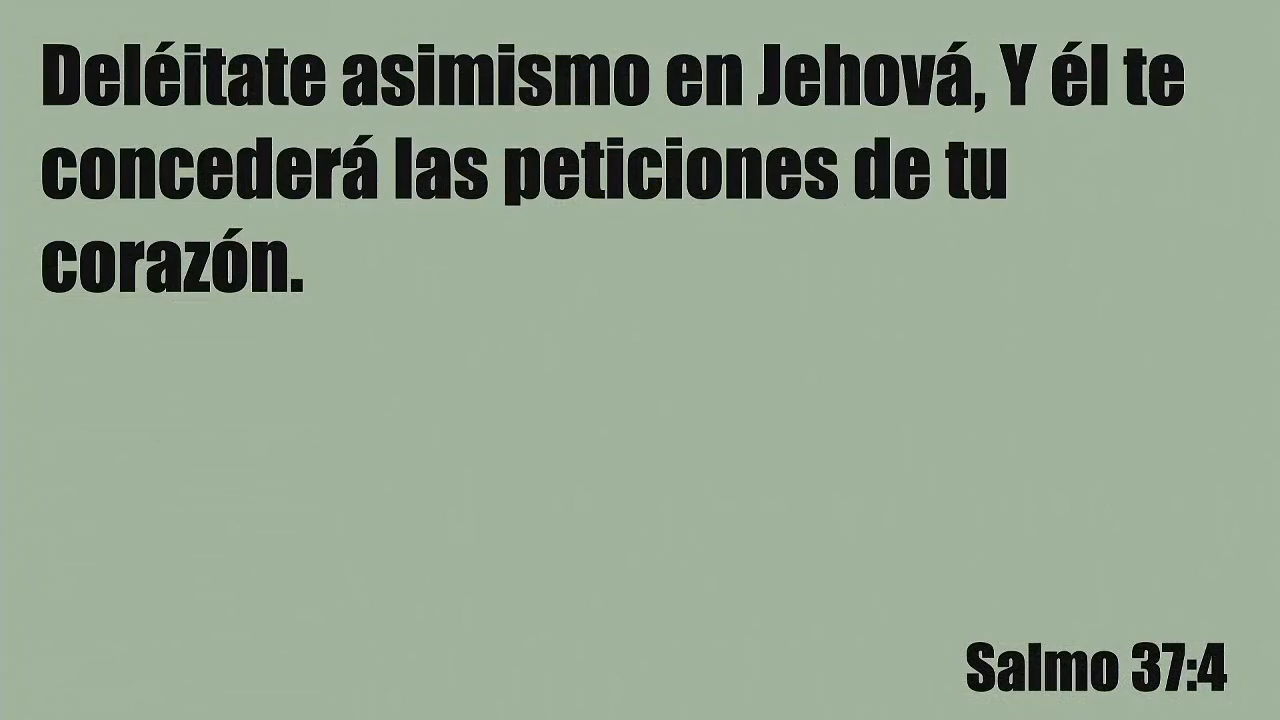 Deléitate asimismo en Jehová, Y él te
concederá las peticiones de tu
corazón.
Salmo 37:4